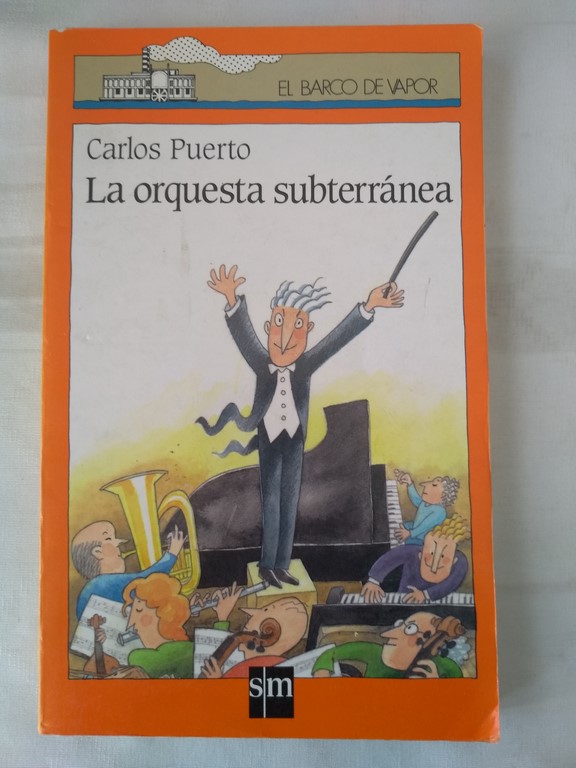 EL BARCO DE VAPOR
Carlos Puerto
La orquesta subterránea
sm